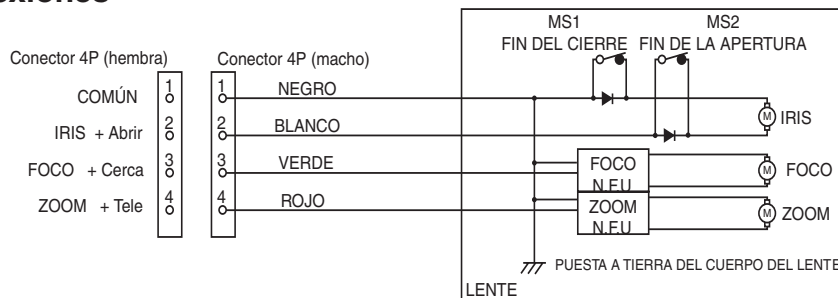 MS1 MS2
FIN DEL CIERRE FIN DE LA APERTURA
Conector 4P (hembra) Conector 4P (macho)
COMÚN 1 1 NEGRO
IRIS + Abrir 2 2 BLANCO M IRIS
FOCO + Cerca 3 3 VERDE FOCO N.F.U M FOCO
ZOOM + Tele 4 4 ROJO ZOOM N.F.U M ZOOM
PUESTA A TIERRA DEL CUERPO DEL LENTE
LENTE